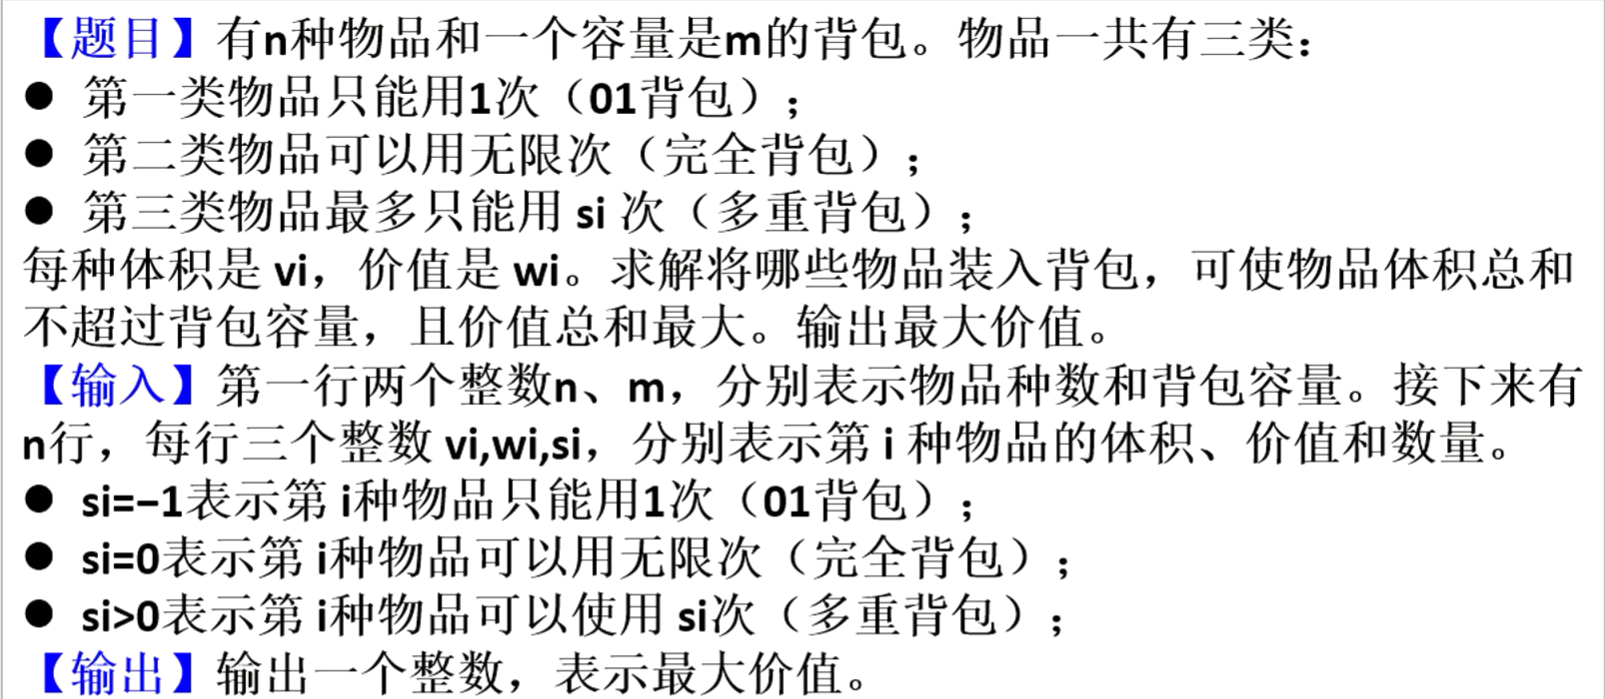 【题目】有n种物品和一个容量是m的背包。物品一共有三类：
● 第一类物品只能用1次（01背包）；
● 第二类物品可以用无限次（完全背包）；
● 第三类物品最多只能用 si 次（多重背包）；
每种体积是 vi，价值是 wi。求解将哪些物品装入背包，可使物品体积总和
不超过背包容量，且价值总和最大。输出最大价值。
【输入】第一行两个整数n、m，分别表示物品种数和背包容量。接下来有
n行，每行三个整数 vi,wi,si，分别表示第 i 种物品的体积、价值和数量。
● si=−1表示第 i种物品只能用1次（01背包）；
● si=0表示第 i种物品可以用无限次（完全背包）；
● si>0表示第 i种物品可以使用 si次（多重背包）；
【输出】输出一个整数，表示最大价值。